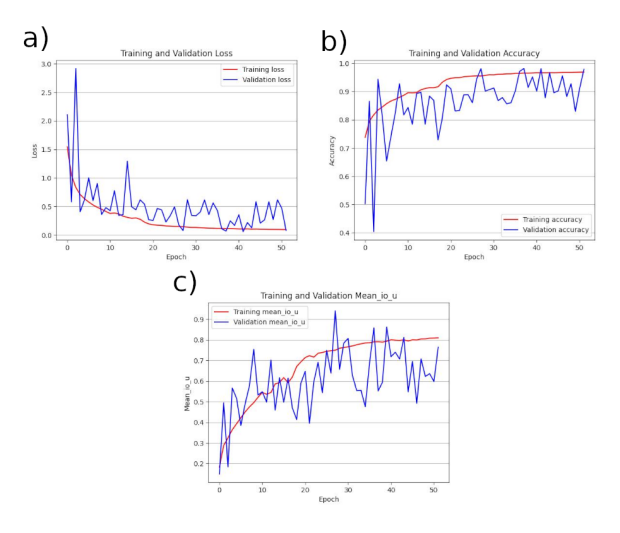 a)
Training and Validation Loss
3.0
2.5
2.0
1.5
1.0
0.5
0.0
Loss
Training loss
Validation loss
0 10 20 30 40 50
Epoch
b)
Training and Validation Accuracy
1.0
0.9
0.8
0.7
0.6
0.5
0.4
Accuracy
Training accuracy
Validation accuracy
0 10 20 30 40 50
Epoch
c)
Training and Validation Mean_io_u
Training mean_io_u
Validation mean_io_u
0.9
0.8
0.7
0.6
0.5
0.4
0.3
0.2
Mean_io_u
0 10 20 30 40 50
Epoch